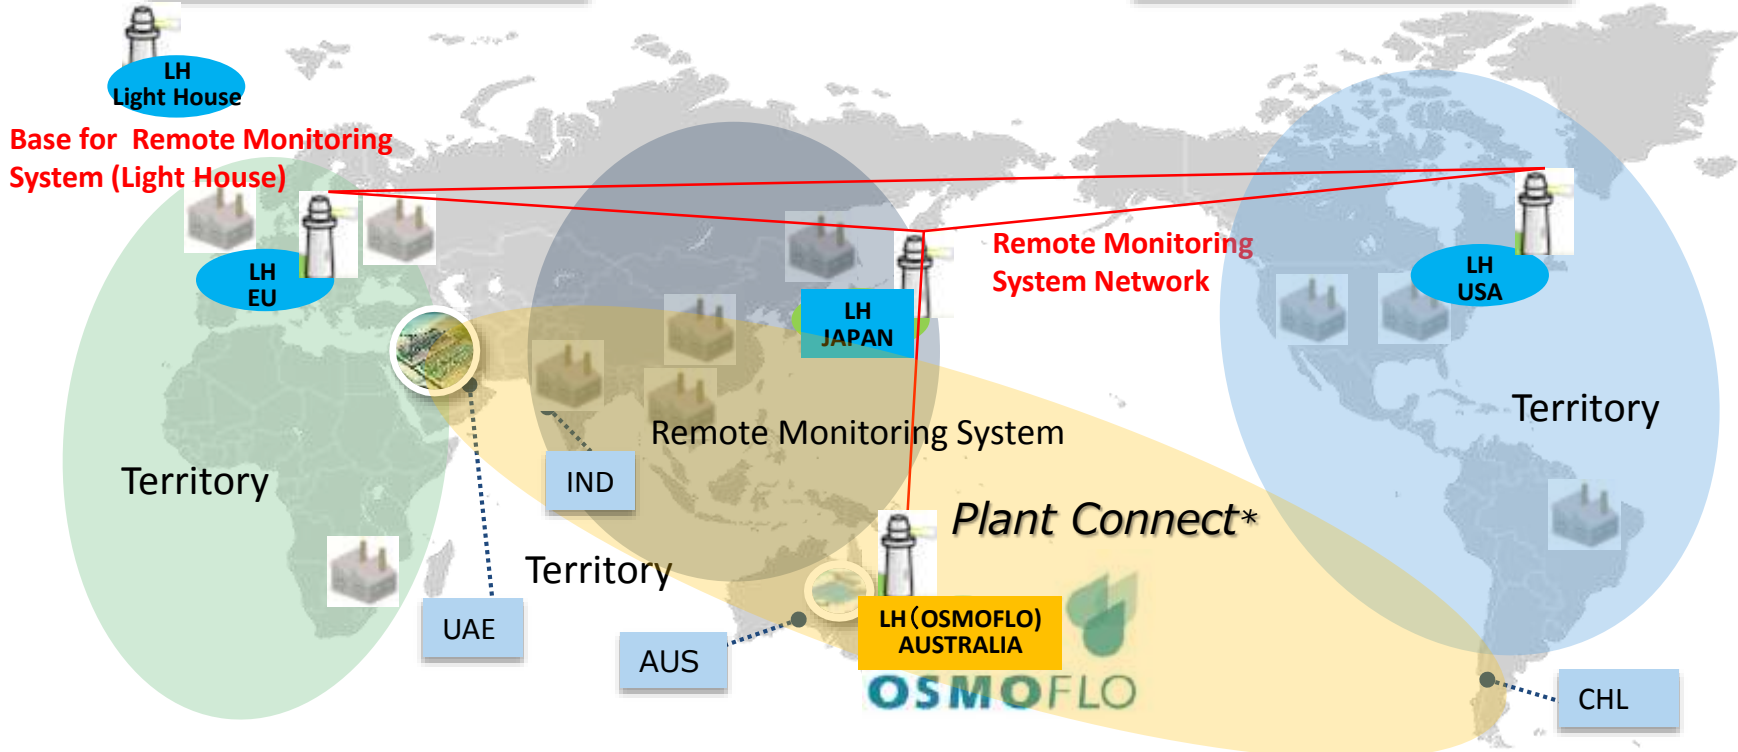 LH
Light House
Base for Remote Monitoring
System (Light House)
LH
EU
Remote Monitoring
System Network
LH
JAPAN
LH
USA
Territory
Remote Monitoring System
Territory
IND
Plant Connect*
Territory
UAE
AUS
LH(OSMOFLO)
AUSTRALIA
OSMOFLO
CHL